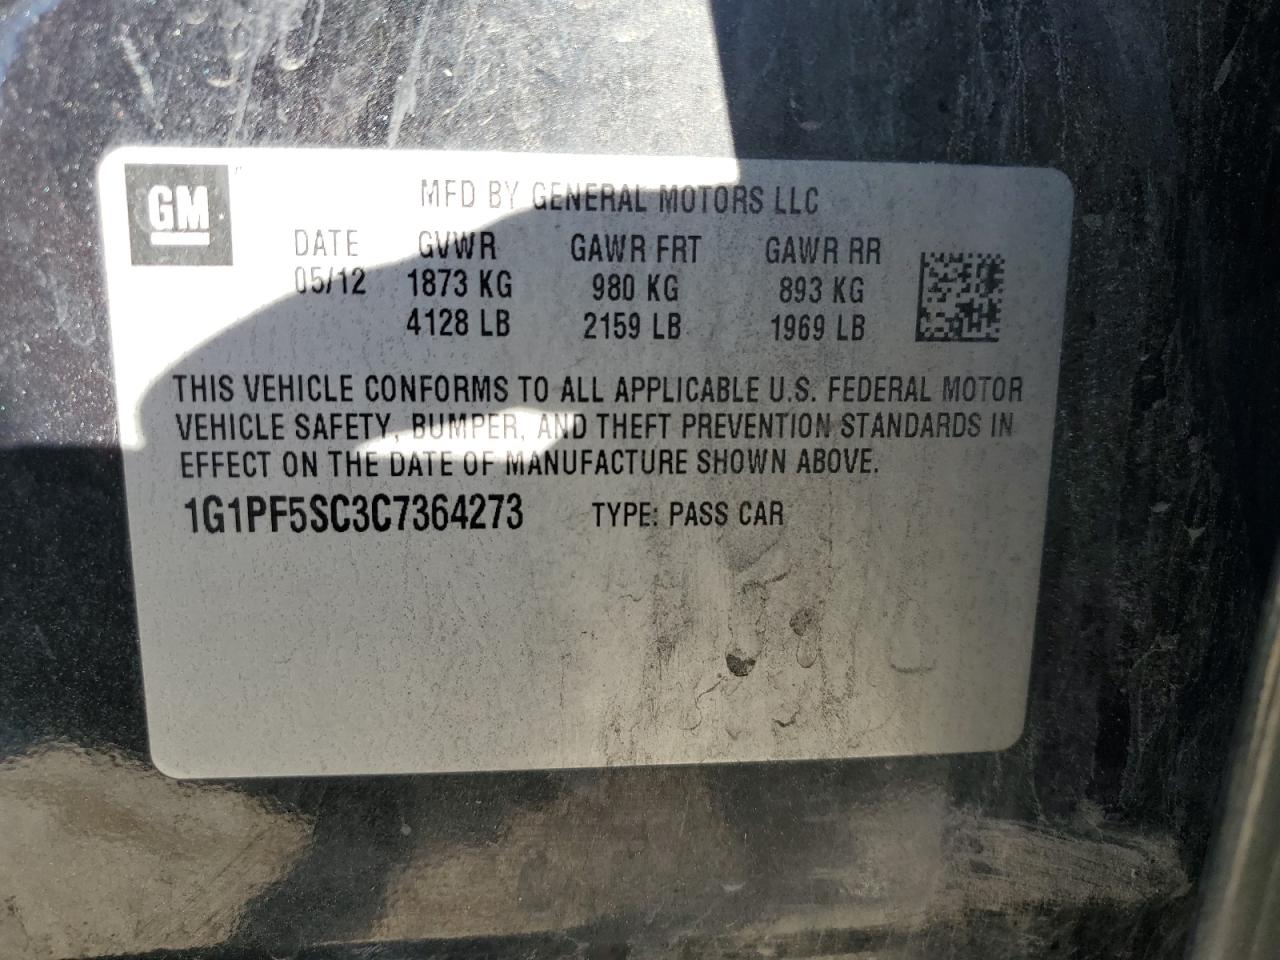 GM
MFD BY GENERAL MOTORS LLC
DATE GVWR GAWR FRT GAWR RR
05/12 1873 KG 980 KG 893 KG
4128 LB 2159 LB 1969 LB
THIS VEHICLE CONFORMS TO ALL APPLICABLE U.S. FEDERAL MOTOR
VEHICLE SAFETY, BUMPER, AND THEFT PREVENTION STANDARDS IN
EFFECT ON THE DATE OF MANUFACTURE SHOWN ABOVE.
1G1PF5SC3C7364273 TYPE: PASS CAR